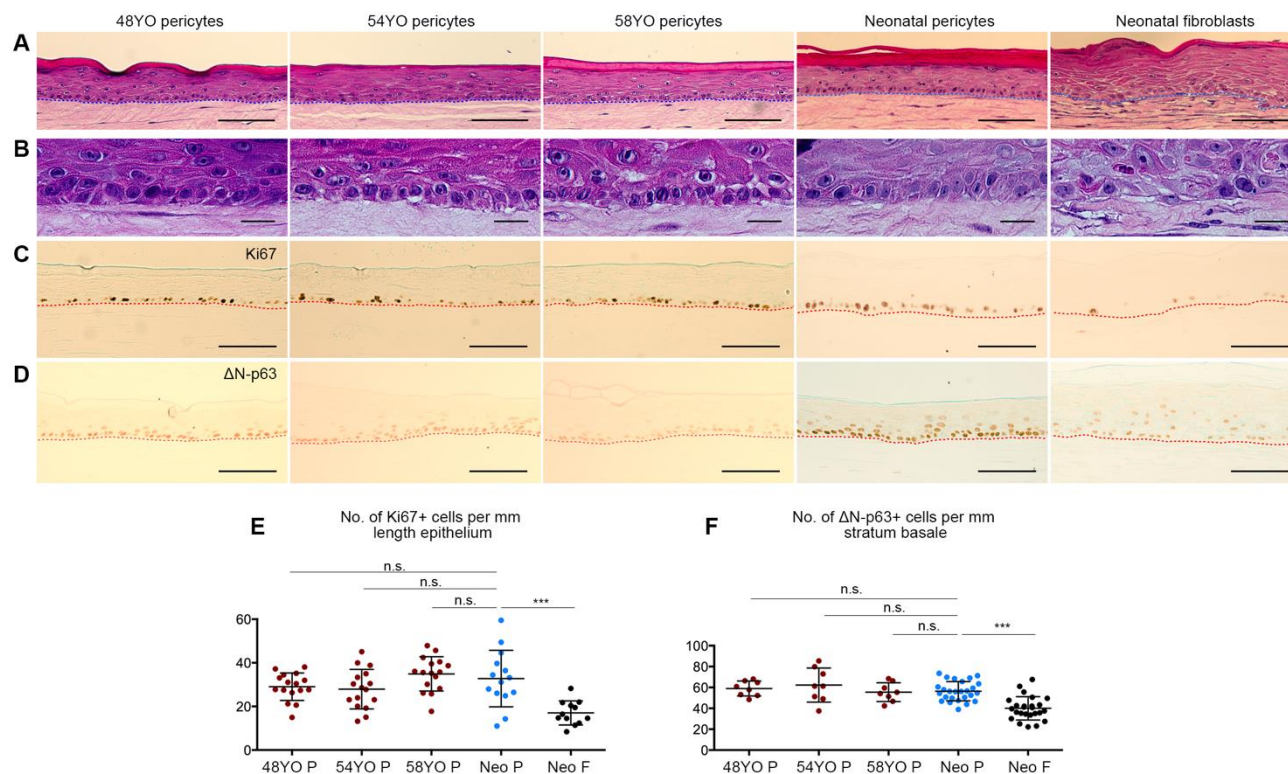 48YO pericytes 54YO pericytes 58YO pericytes Neonatal pericytes Neonatal fibroblasts
A
B
C Ki67
D ΔN-p63
E No. of Ki67+ cells per mm
length epithelium
n.s.
n.s.
n.s. ***
60
40
20
0
48YO P 54YO P 58YO P Neo P Neo F
F No. of ΔN-p63+ cells per mm
stratum basale
n.s.
n.s.
n.s. ***
100
80
60
40
20
0
48YO P 54YO P 58YO P Neo P Neo F